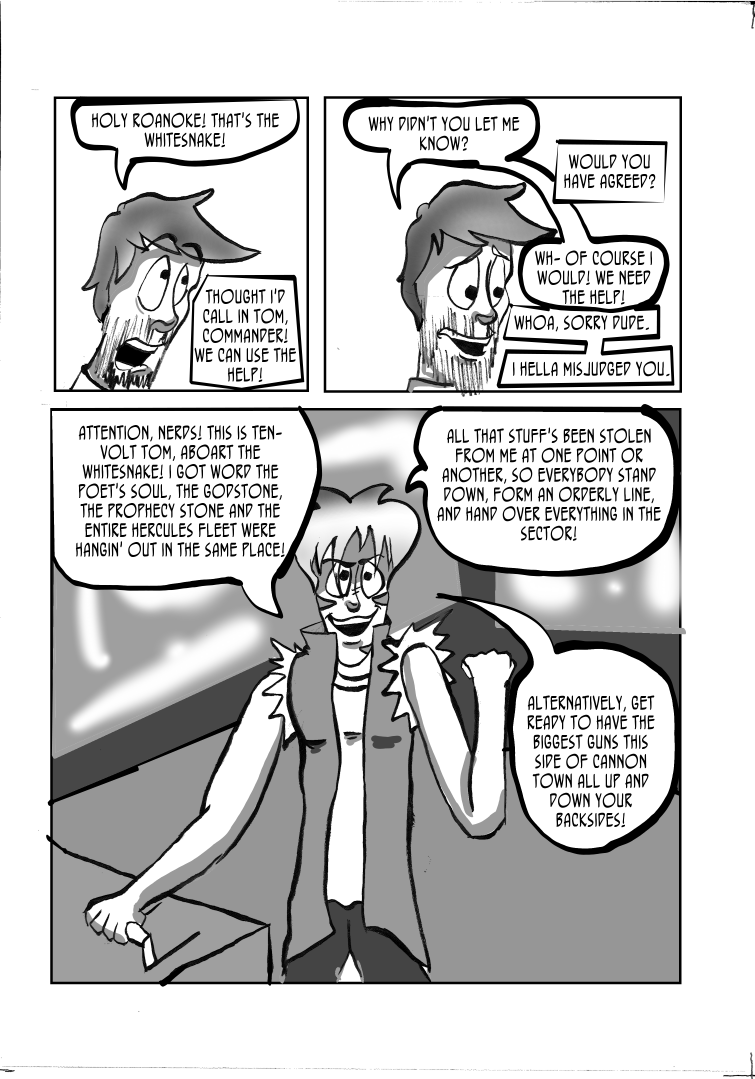 HOLY ROANOKE! THAT'S THE
WHITESNAKE!
THOUGHT I'D
CALL IN TOM,
COMMANDER!
WE CAN USE THE
HELP!
WHY DIDN'T YOU LET ME
KNOW?
WOULD YOU
HAVE AGREED?
WH- OF COURSE I
WOULD! WE NEED
THE HELP!
WHOA, SORRY DUDE.
I HELLA MISJUDGED YOU.
ATTENTION, NERDS! THIS IS TEN-
VOLT TOM, ABOART THE
WHITESNAKE! I GOT WORD THE
POET'S SOUL, THE GODSTONE,
THE PROPHECY STONE AND THE
ENTIRE HERCULES FLEET WERE
HANGIN' OUT IN THE SAME PLACE!
ALL THAT STUFF'S BEEN STOLEN
FROM ME AT ONE POINT OR
ANOTHER, SO EVERYBODY STAND
DOWN, FORM AN ORDERLY LINE,
AND HAND OVER EVERYTHING IN THE
SECTOR!
ALTERNATIVELY, GET
READY TO HAVE THE
BIGGEST GUNS THIS
SIDE OF CANNON
TOWN ALL UP AND
DOWN YOUR
BACKSIDES!